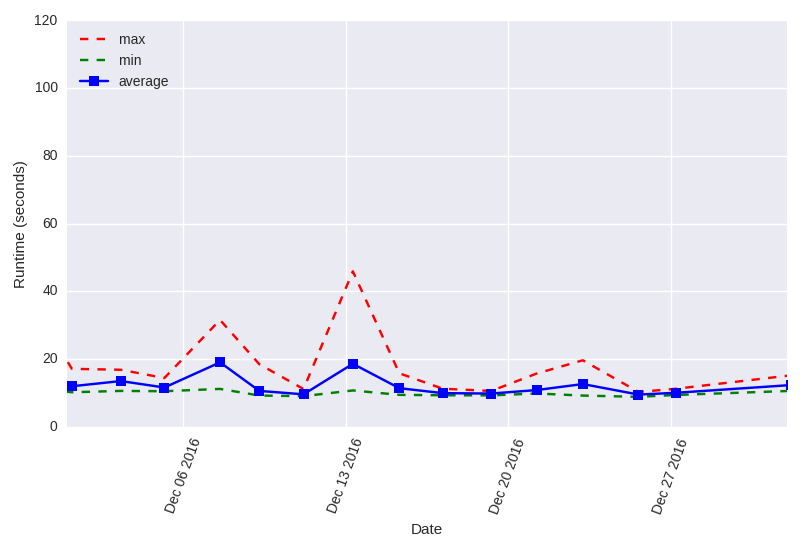 120
100
80
60
40
20
0
Runtime (seconds)
max
min
average
Dec 06 2016
Dec 13 2016
Dec 20 2016
Dec 27 2016
Date